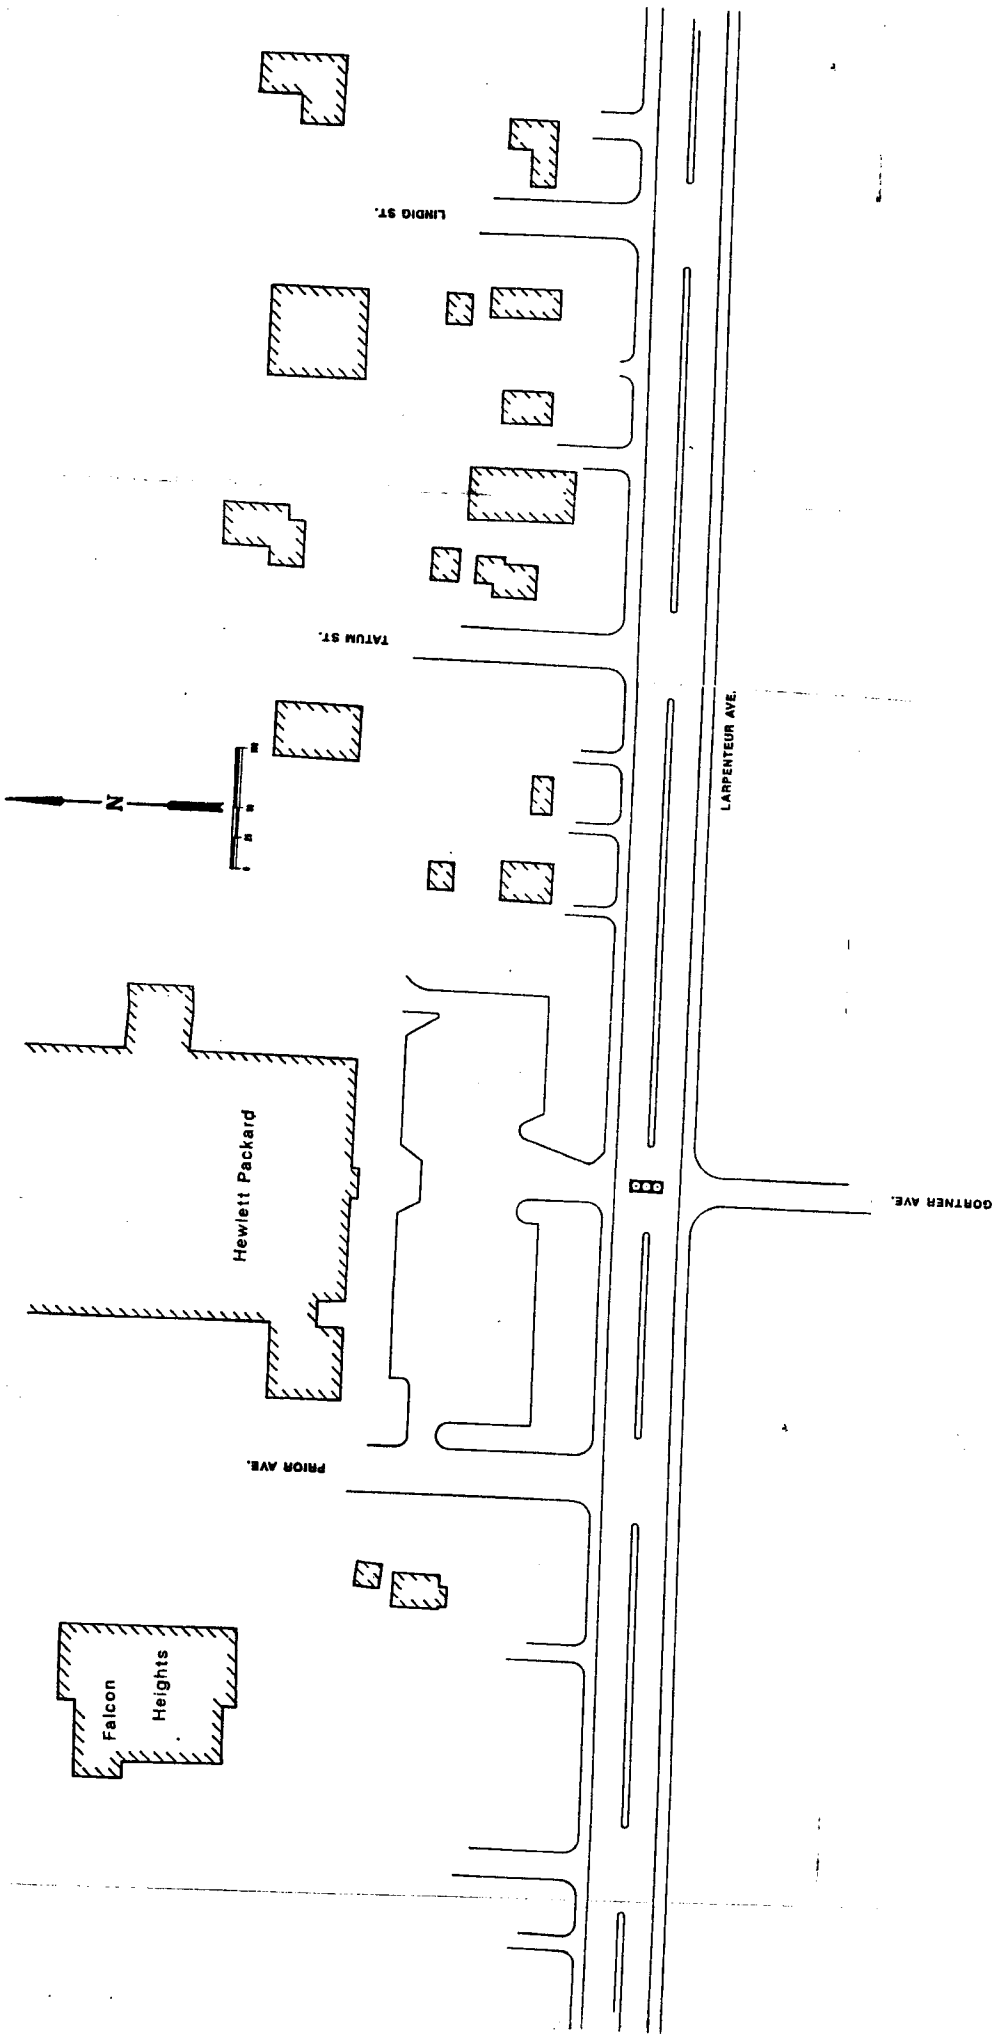 LINDIG ST.
TATUM ST.
N
LARPENTEUR AVE.
Hewlett Packard
GORTNER AVE.
PRIOR AVE.
Falcon
Heights